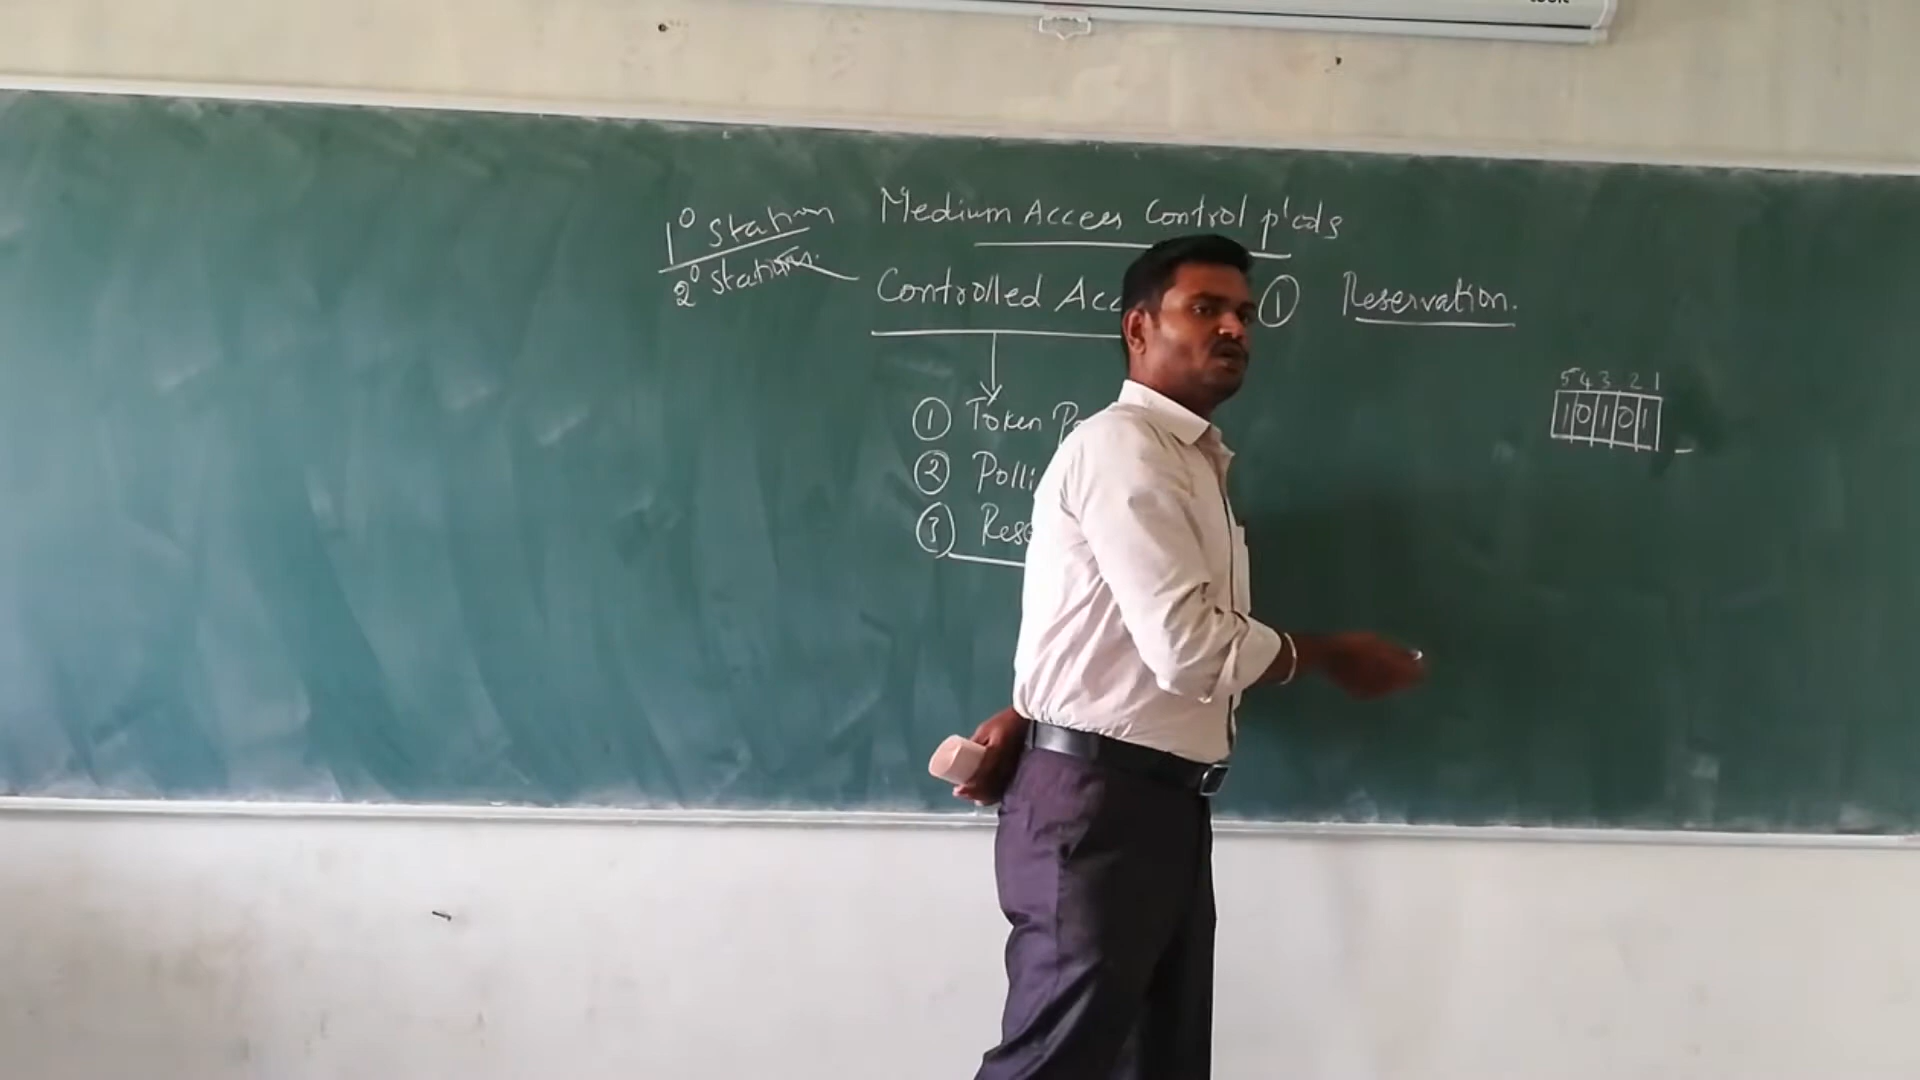 1° Station
2° Station
Medium Access Control p'cols
Controlled Acc
① Token
② Polli
③ Rese
① Reservation.
5 4 3 2 1
1 0 1 0 1